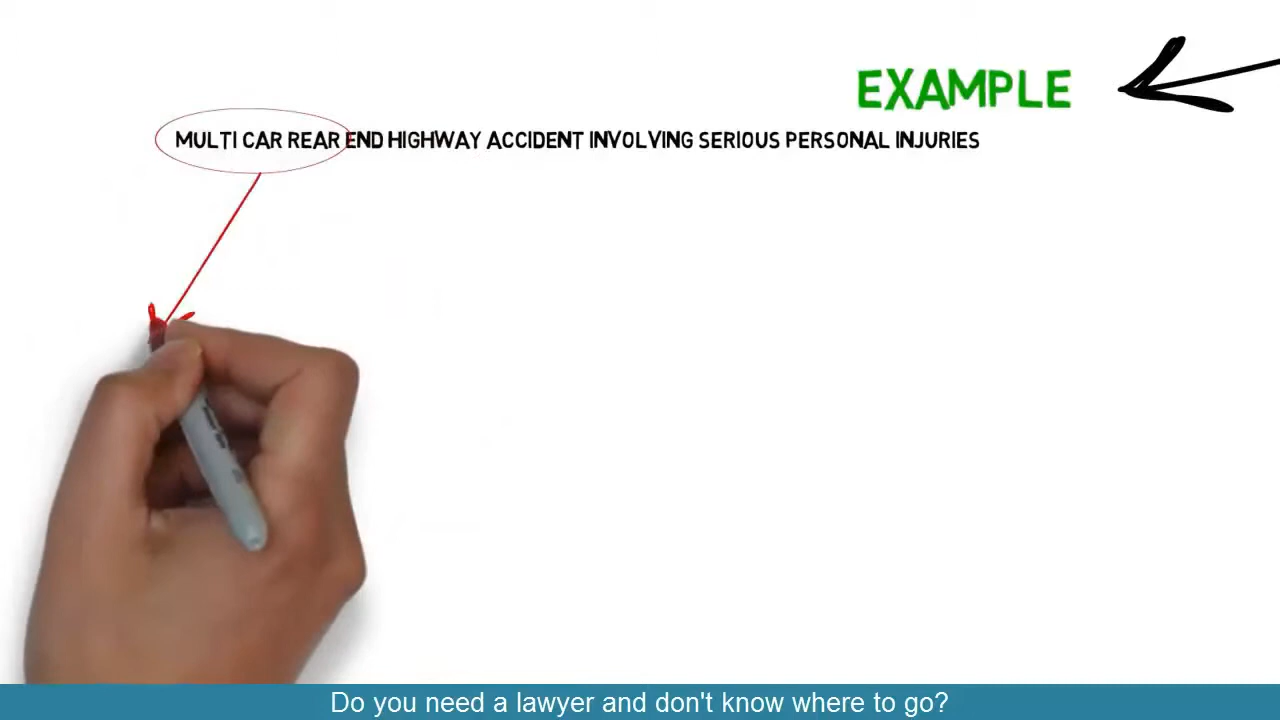 EXAMPLE
MULTI CAR REAR END HIGHWAY ACCIDENT INVOLVING SERIOUS PERSONAL INJURIES
Do you need a lawyer and don't know where to go?